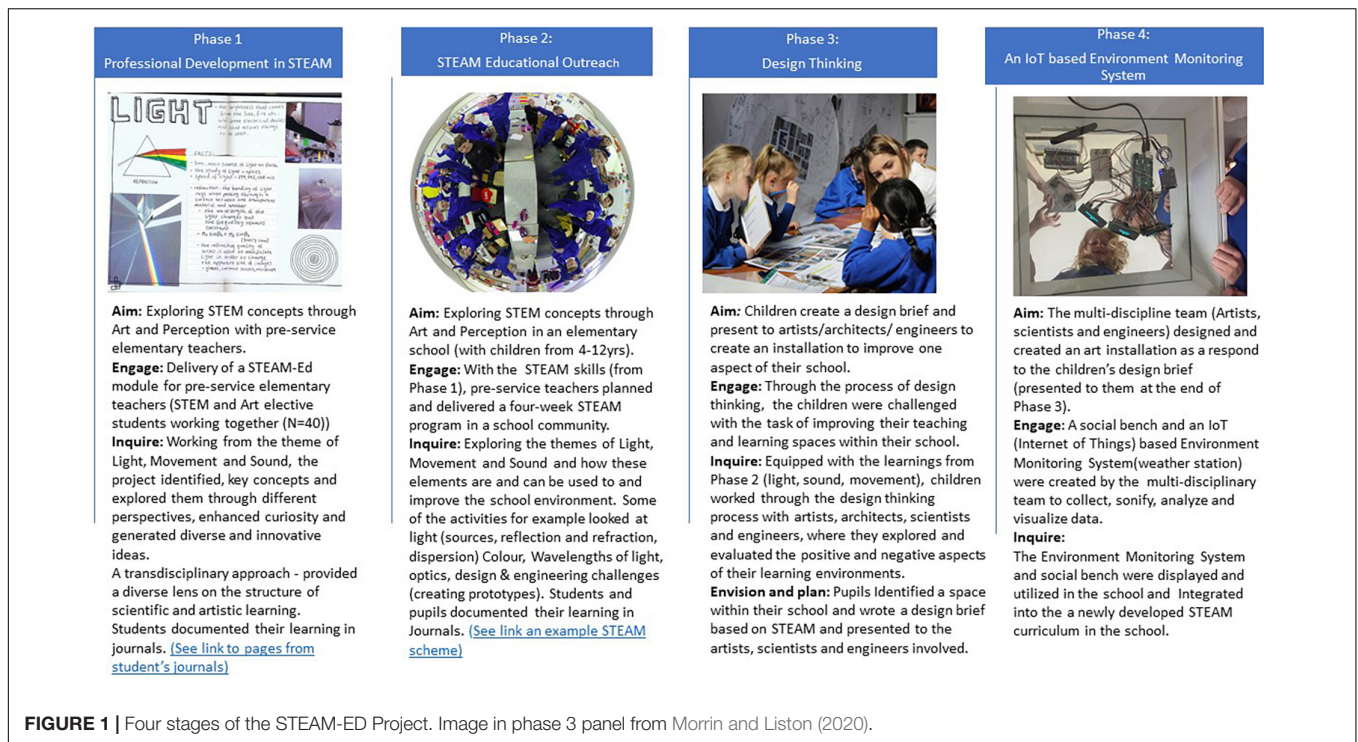 Phase 1
Professional Development in STEAM
LIGHT
FACTS:
REFRACTION
Aim: Exploring STEM concepts through
Art and Perception with pre-service
elementary teachers.
Engage: Delivery of a STEAM-Ed
module for pre-service elementary
teachers (STEM and Art elective
students working together (N=40))
Inquire: Working from the theme of
Light, Movement and Sound, the
project identified, key concepts and
explored them through different
perspectives, enhanced curiosity and
generated diverse and innovative
ideas.
A transdisciplinary approach - provided
a diverse lens on the structure of
scientific and artistic learning.
Students documented their learning in
journals. (See link to pages from
student's journals)
Phase 2:
STEAM Educational Outreach
Aim: Exploring STEM concepts through
Art and Perception in an elementary
school (with children from 4-12yrs).
Engage: With the STEAM skills (from
Phase 1), pre-service teachers planned
and delivered a four-week STEAM
program in a school community.
Inquire: Exploring the themes of Light,
Movement and Sound and how these
elements are and can be used to and
improve the school environment. Some
of the activities for example looked at
light (sources, reflection and refraction,
dispersion) Colour, Wavelengths of light,
optics, design & engineering challenges
(creating prototypes). Students and
pupils documented their learning in
Journals. (See link an example STEAM
scheme)
Phase 3:
Design Thinking
Aim: Children create a design brief and
present to artists/architects/ engineers to
create an installation to improve one
aspect of their school.
Engage: Through the process of design
thinking, the children were challenged
with the task of improving their teaching
and learning spaces within their school.
Inquire: Equipped with the learnings from
Phase 2 (light, sound, movement), children
worked through the design thinking
process with artists, architects, scientists
and engineers, where they explored and
evaluated the positive and negative aspects
of their learning environments.
Envision and plan: Pupils Identified a space
within their school and wrote a design brief
based on STEAM and presented to the
artists, scientists and engineers involved.
Phase 4:
An IoT based Environment Monitoring
System
Aim: The multi-discipline team (Artists,
scientists and engineers) designed and
created an art installation as a respond
to the children's design brief
(presented to them at the end of
Phase 3).
Engage: A social bench and an IoT
(Internet of Things) based Environment
Monitoring System(weather station)
were created by the multi-disciplinary
team to collect, sonify, analyze and
visualize data.
Inquire:
The Environment Monitoring System
and social bench were displayed and
utilized in the school and Integrated
into the a newly developed STEAM
curriculum in the school.
FIGURE 1 | Four stages of the STEAM-ED Project. Image in phase 3 panel from Morrin and Liston (2020).